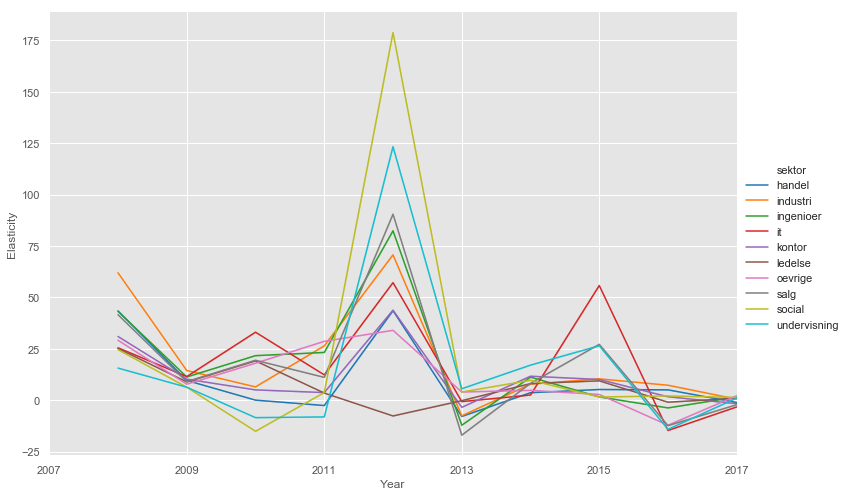 175
150
125
100
75
50
25
0
−25
Elasticity
2007
2009
2011
2013
2015
2017
Year
sektor
handel
industri
ingenioer
it
kontor
ledelse
oevrige
salg
social
undervisning